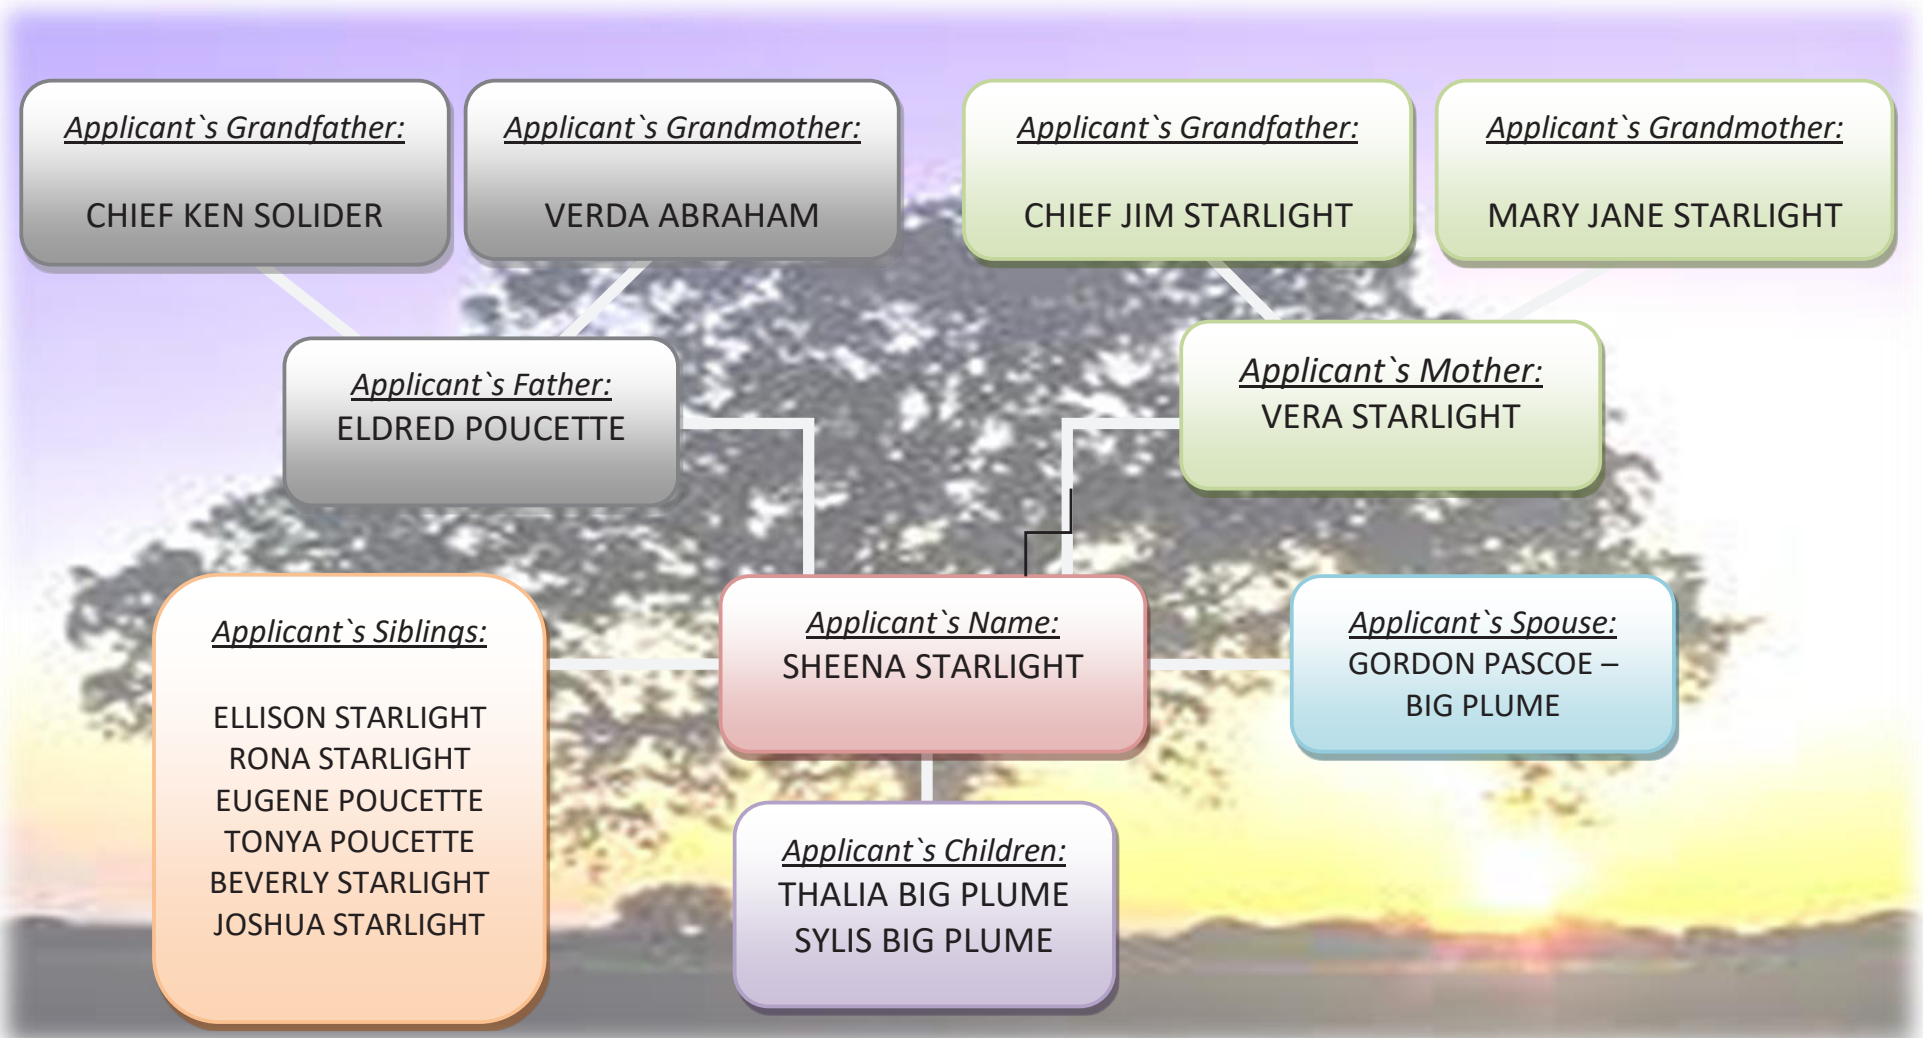 Applicant`s Grandfather:
CHIEF KEN SOLIDER
Applicant`s Grandmother:
VERDA ABRAHAM
Applicant`s Grandfather:
CHIEF JIM STARLIGHT
Applicant`s Grandmother:
MARY JANE STARLIGHT
Applicant`s Father:
ELDRED POUCETTE
Applicant`s Mother:
VERA STARLIGHT
Applicant`s Siblings:
ELLISON STARLIGHT
RONA STARLIGHT
EUGENE POUCETTE
TONYA POUCETTE
BEVERLY STARLIGHT
JOSHUA STARLIGHT
Applicant`s Name:
SHEENA STARLIGHT
Applicant`s Spouse:
GORDON PASCOE –
BIG PLUME
Applicant`s Children:
THALIA BIG PLUME
SYLIS BIG PLUME